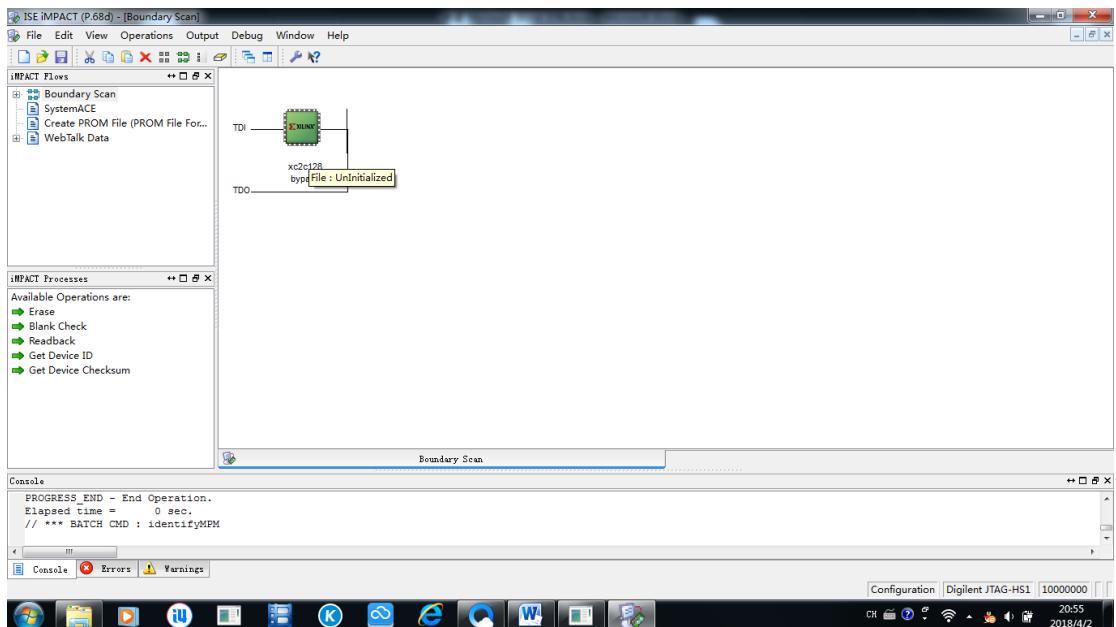 ISE iMPACT (P.68d) - [Boundary Scan]
File Edit View Operations Output Debug Window Help
iMPACT Flows
Boundary Scan
SystemACE
Create PROM File (PROM File For...
WebTalk Data
TDI
XILINX
xc2c128
bypa
File : UnInitialized
TDO
iMPACT Processes
Available Operations are:
Erase
Blank Check
Readback
Get Device ID
Get Device Checksum
Boundary Scan
Console
PROGRESS_END - End Operation.
Elapsed time = 0 sec.
// *** BATCH CMD : identifyMPM
Console Errors Warnings
Configuration Digilent JTAG-HS1 10000000
CH
20:55
2018/4/2